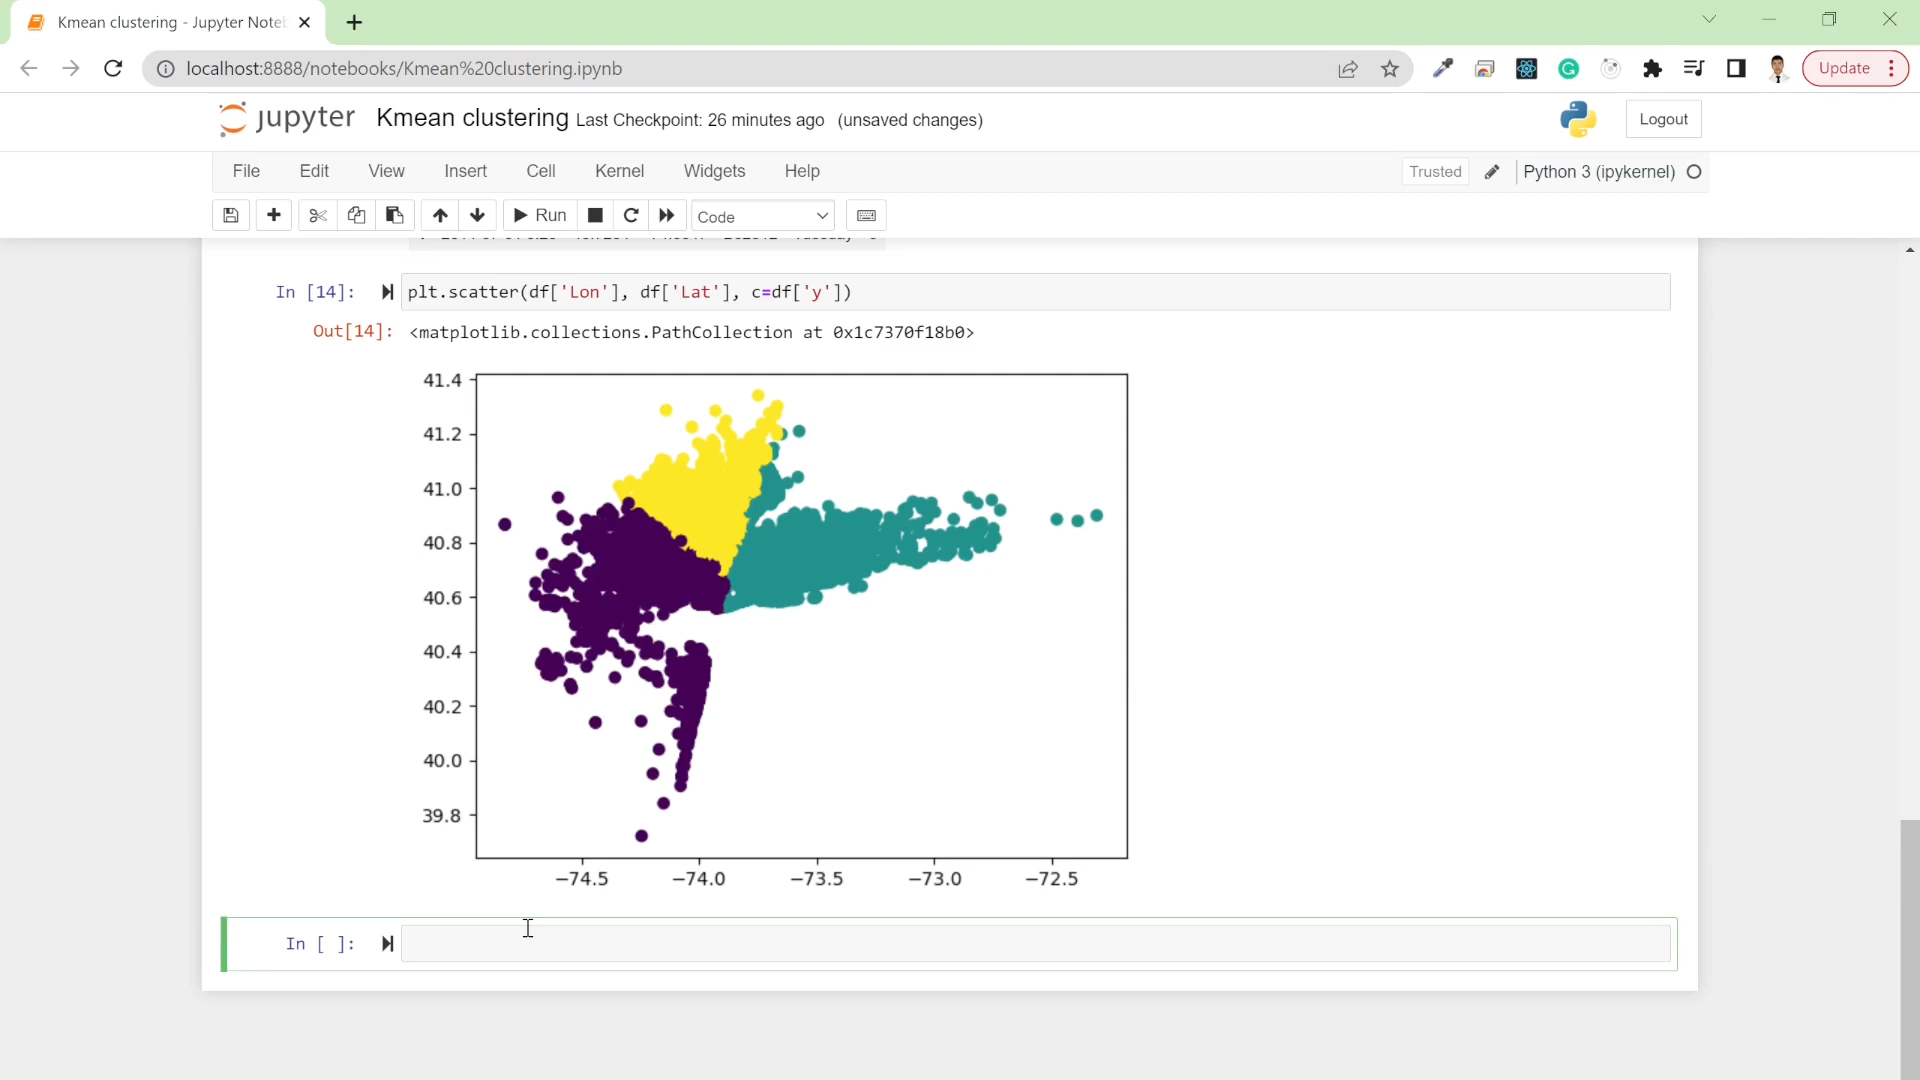 Kmean clustering - Jupyter Note
localhost:8888/notebooks/Kmean%20clustering.ipynb
Update
jupyter Kmean clustering Last Checkpoint: 26 minutes ago (unsaved changes)
Logout
File Edit View Insert Cell Kernel Widgets Help
Trusted
Python 3 (ipykernel)
Run
Code
In [14]: plt.scatter(df['Lon'], df['Lat'], c=df['y'])
Out[14]: <matplotlib.collections.PathCollection at 0x1c7370f18b0>
41.4
41.2
41.0
40.8
40.6
40.4
40.2
40.0
39.8
−74.5 −74.0 −73.5 −73.0 −72.5
In [ ]: